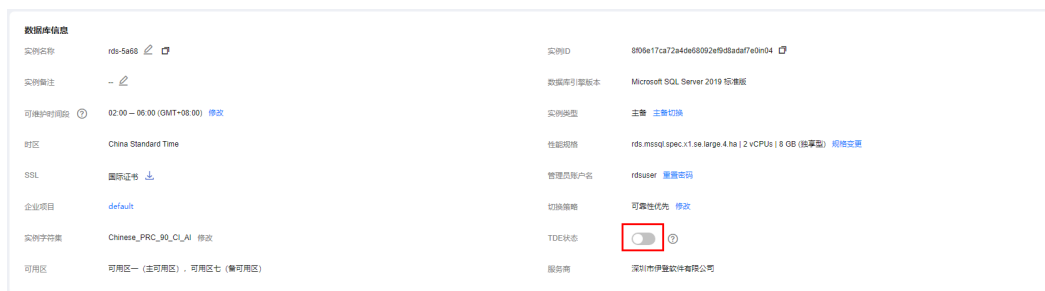 数据库信息
实例名称 rds-5a68 实例ID 8f06e17ca72a4de68092ef9d8adaf7e0in04
实例备注 -- 数据库引擎版本 Microsoft SQL Server 2019 标准版
可维护时间段 02:00 — 06:00 (GMT+08:00) 修改 实例类型 主备 主备切换
时区 China Standard Time 性能规格 rds.mssql.spec.x1.se.large.4.ha | 2 vCPUs | 8 GB (独享型) 规格变更
SSL 国际证书 管理员账户名 rdsuser 重置密码
企业项目 default 切换策略 可靠性优先 修改
实例字符集 Chinese_PRC_90_CI_AI 修改 TDE状态
可用区 可用区一（主可用区），可用区七（备可用区） 服务商 深圳市伊登软件有限公司